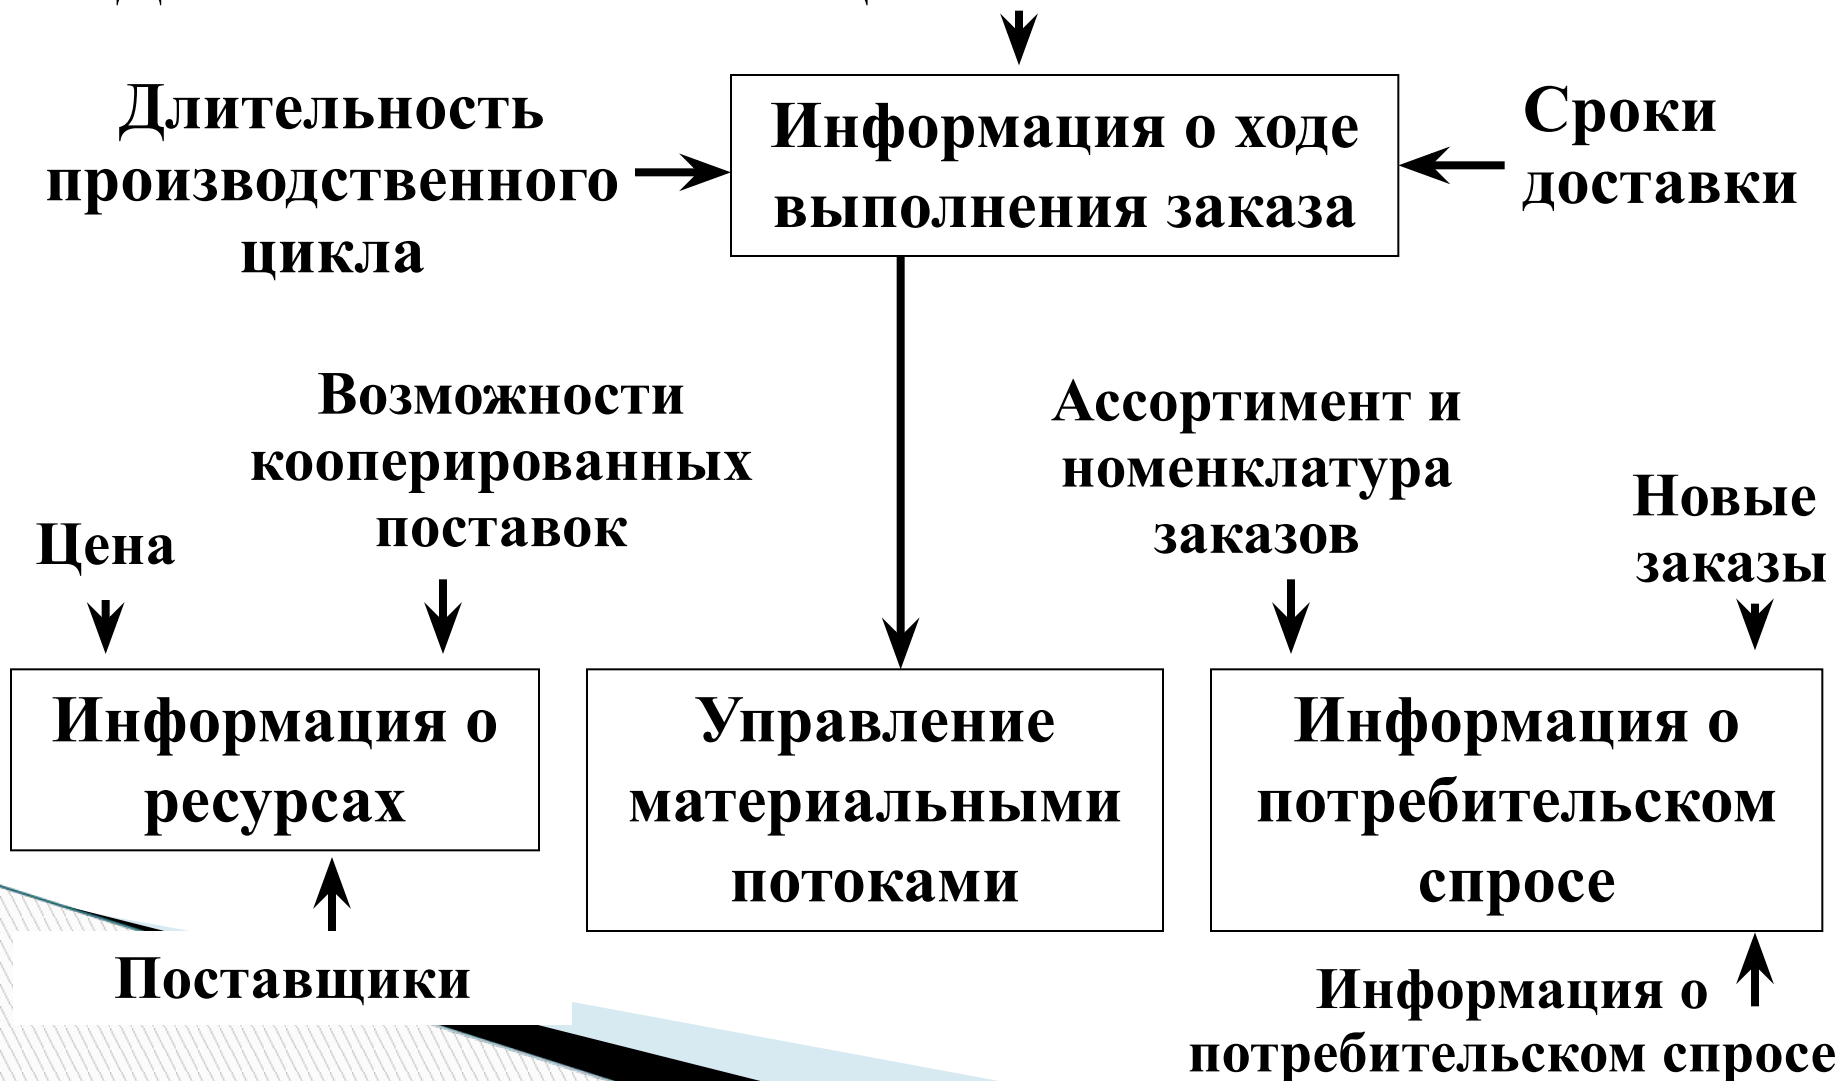 Длительность
производственного
цикла
Информация о ходе
выполнения заказа
Сроки
доставки
Возможности
кооперированных
поставок
Ассортимент и
номенклатура
заказов
Цена
Новые
заказы
Информация о
ресурсах
Управление
материальными
потоками
Информация о
потребительском
спросе
Поставщики
Информация о
потребительском спросе